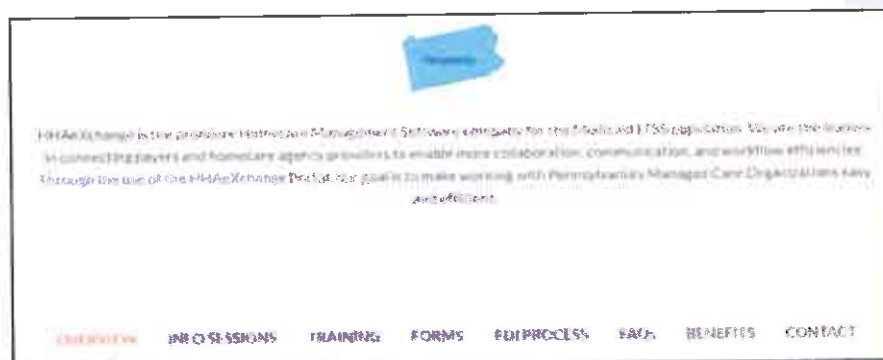 Pennsylvania
HHAeXchange is the premiere Homecare Management Software company for the Medicaid LTSS population. We are the leaders
in connecting payers and homecare agency providers to enable more collaboration, communication, and workflow efficiencies.
Through the use of the HHAeXchange Portal, our goal is to make working with Pennsylvania's Managed Care Organizations easy
and efficient.
OVERVIEW INFO SESSIONS TRAINING FORMS EDI PROCESS FAQs BENEFITS CONTACT